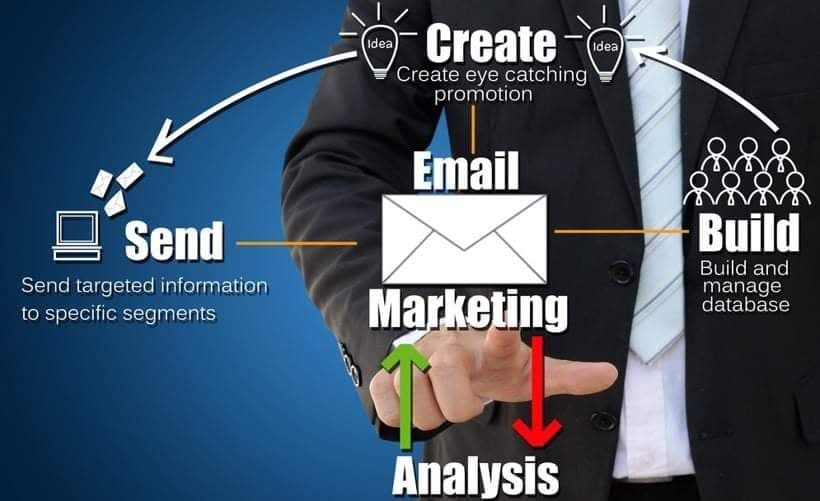 Idea
Create
Idea
Create eye catching
promotion
Email
Marketing
Send
Send targeted information
to specific segments
Build
Build and
manage
database
Analysis